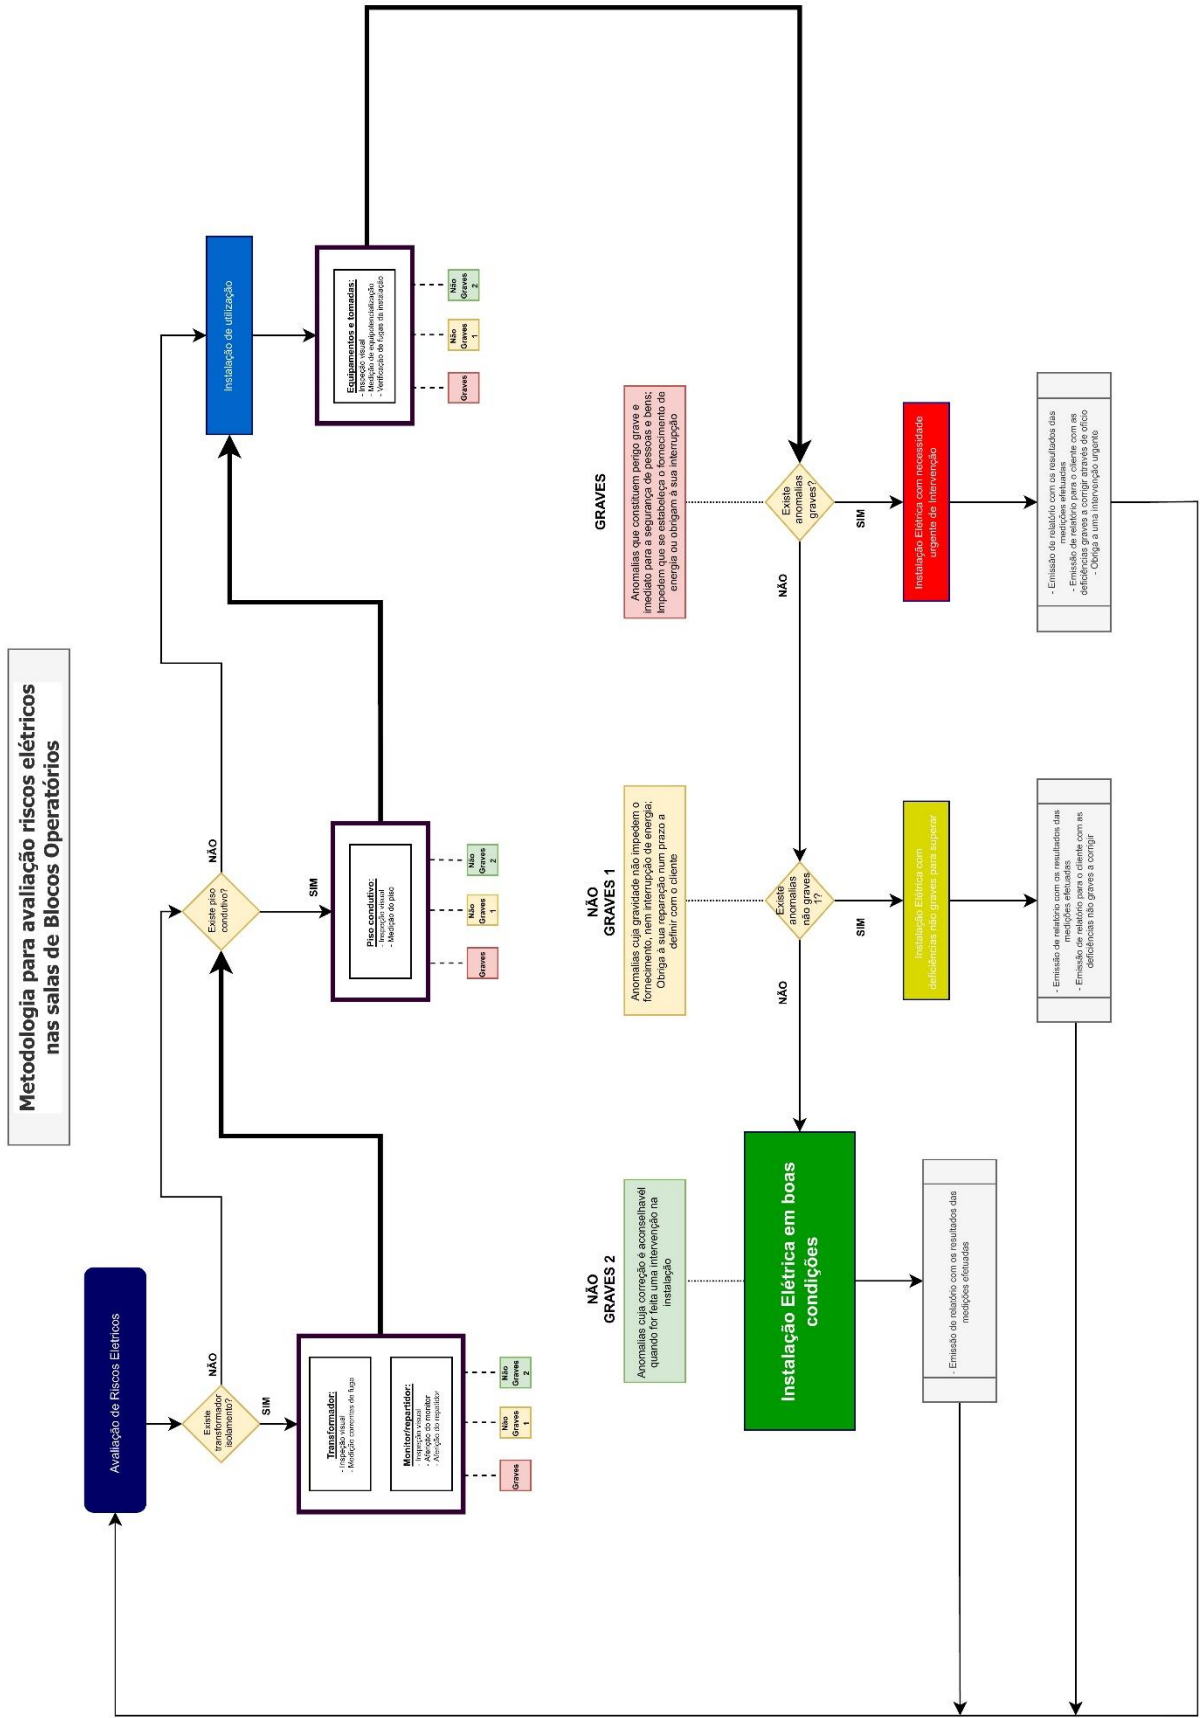 Metodologia para avaliação riscos elétricos
nas salas de Blocos Operatórios
Avaliação de Riscos Eletricos
Existe
transformador
isolamento?
NÃO
SIM
Transformador:
- Inspeção visual
- Medição correntes de fuga
Monitor/repartidor:
- Inspeção visual
- Aferição do monitor
- Aferição do repatidor
Graves
Não
Graves
1
Não
Graves
2
Existe piso
condutivo?
NÃO
SIM
Piso condutivo:
- Inspeção visual
- Medição do piso
Graves
Não
Graves
1
Não
Graves
2
Instalação de utilização
Equipamentos e tomadas:
- Inspeção visual
- Medição de equipotencialização
- Verificação de fugas da instalação
Graves
Não
Graves
1
Não
Graves
2
NÃO
GRAVES 2
Anomalias cuja correção é aconselhavél
quando for feita uma intervenção na
instalação
Instalação Elétrica em boas
condições
- Emissão de relatório com os resultados das
medições efetuadas
NÃO
GRAVES 1
Anomalias cuja gravidade não impedem o
fornecimento, nem interrupção de energia;
Obriga à sua reparação num prazo a
definir com o cliente
Existe
anomalias
não graves
1?
NÃO
SIM
Instalação Elétrica com
deficiências não graves para superar
- Emissão de relatório com os resultados das
medições efetuadas
- Emissão de relatório para o cliente com as
deficiências não graves a corrigir
GRAVES
Anomalias que constituem perigo grave e
imediato para a segurança de pessoas e bens;
Impedem que se estabeleça o fornecimento de
energia ou obrigam à sua interrupção
Existe
anomalias
graves?
NÃO
SIM
Instalação Elétrica com necessidade
urgente de Intervenção
- Emissão de relatório com os resultados das
medições efetuadas
- Emissão de relatório para o cliente com as
deficiências graves a corrigir através de ofício
- Obriga a uma intervenção urgente